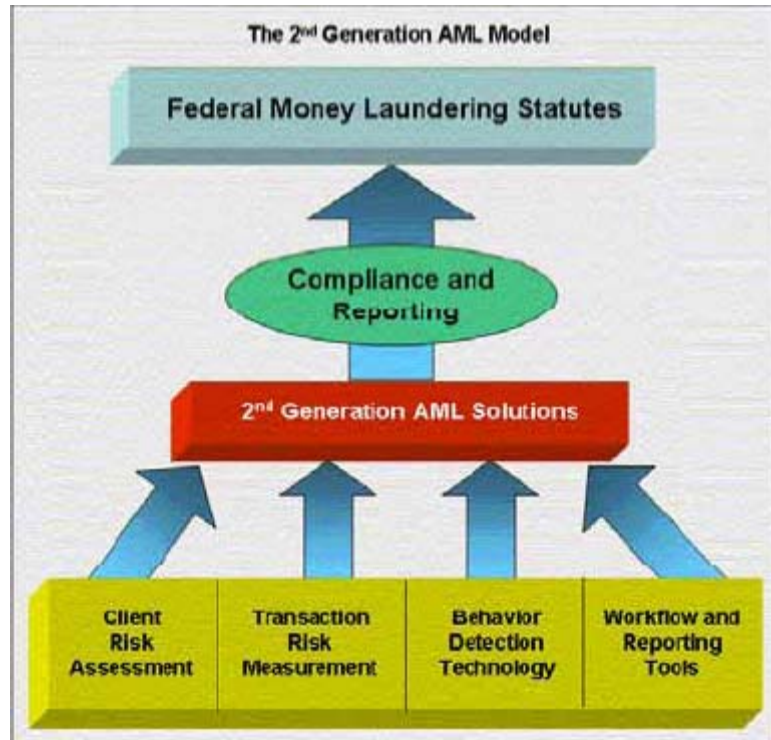 The 2nd Generation AML Model
Federal Money Laundering Statutes
Compliance and
Reporting
2nd Generation AML Solutions
Client
Risk
Assessment
Transaction
Risk
Measurement
Behavior
Detection
Technology
Workflow and
Reporting
Tools